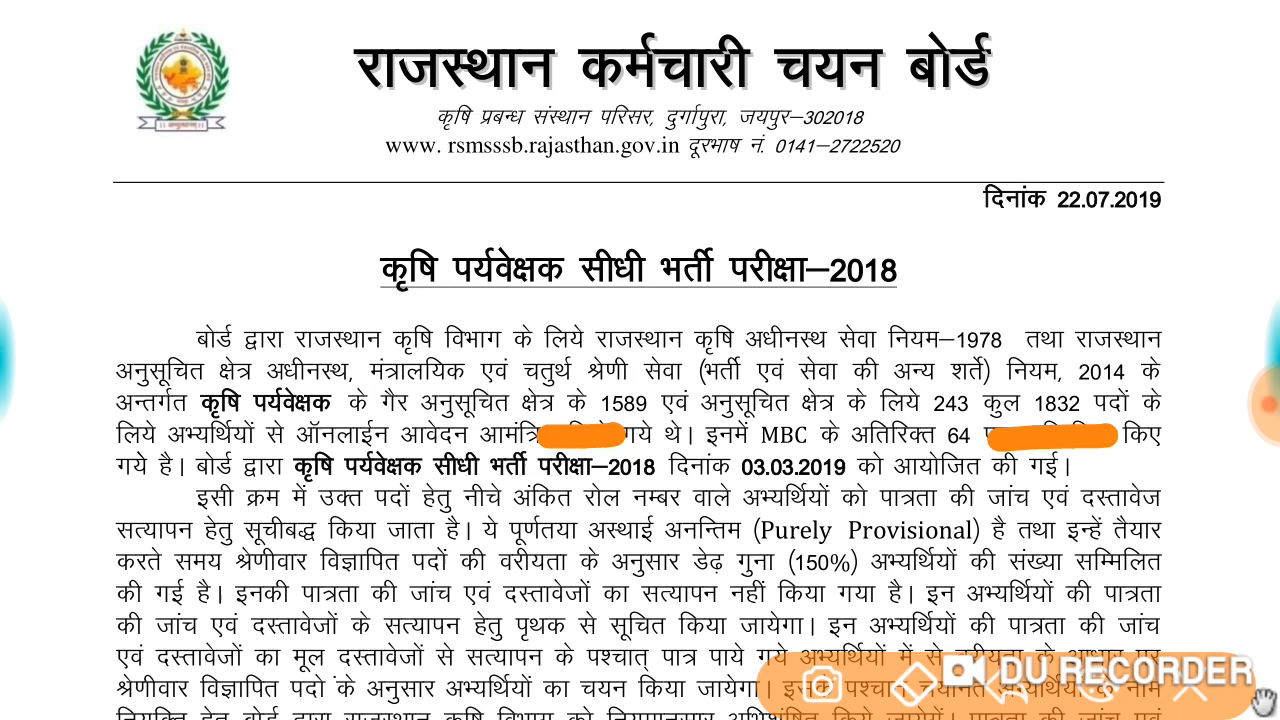 राजस्थान कर्मचारी चयन बोर्ड
कृषि प्रबन्ध संस्थान परिसर, दुर्गापुरा, जयपुर–302018
www. rsmsssb.rajasthan.gov.in दूरभाष नं. 0141–2722520
दिनांक 22.07.2019
कृषि पर्यवेक्षक सीधी भर्ती परीक्षा–2018
बोर्ड द्वारा राजस्थान कृषि विभाग के लिये राजस्थान कृषि अधीनस्थ सेवा नियम–1978 तथा राजस्थान
अनुसूचित क्षेत्र अधीनस्थ, मंत्रालयिक एवं चतुर्थ श्रेणी सेवा (भर्ती एवं सेवा की अन्य शर्ते) नियम, 2014 के
अन्तर्गत कृषि पर्यवेक्षक के गैर अनुसूचित क्षेत्र के 1589 एवं अनुसूचित क्षेत्र के लिये 243 कुल 1832 पदों के
लिये अभ्यर्थियों से ऑनलाईन आवेदन गये थे। इनमें MBC के अतिरिक्त 64 किए
गये है। बोर्ड द्वारा कृषि पर्यवेक्षक सीधी भर्ती परीक्षा–2018 दिनांक 03.03.2019 को आयोजित की गई।
इसी क्रम में उक्त पदों हेतु नीचे अंकित रोल नम्बर वाले अभ्यर्थियों को पात्रता की जांच एवं दस्तावेज
सत्यापन हेतु सूचीबद्ध किया जाता है। ये पूर्णतया अस्थाई अनन्तिम (Purely Provisional) है तथा इन्हें तैयार
करते समय श्रेणीवार विज्ञापित पदों की वरीयता के अनुसार डेढ़ गुना (150%) अभ्यर्थियों की संख्या सम्मिलित
की गई है। इनकी पात्रता की जांच एवं दस्तावेजों का सत्यापन नहीं किया गया है। इन अभ्यर्थियों की पात्रता
की जांच एवं दस्तावेजों के सत्यापन हेतु पृथक से सूचित किया जायेगा। इन अभ्यर्थियों की पात्रता की जांच
एवं दस्तावेजों का मूल दस्तावेजों से सत्यापन के पश्चात् पात्र पाये गये अभ्यर्थियों में से वरीयता के आधार पर
श्रेणीवार विज्ञापित पदो के अनुसार अभ्यर्थियों का चयन किया जायेगा। इसके पश्चात् के नाम
DU RECORDER